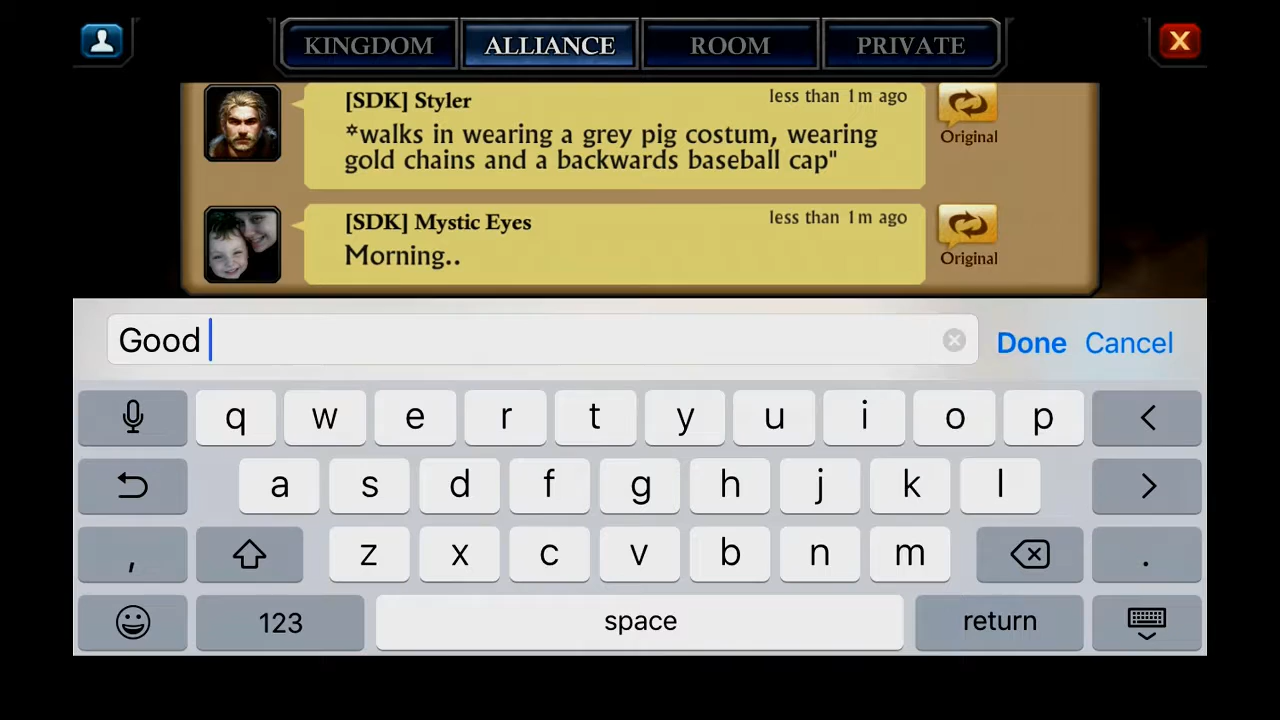 KINGDOM ALLIANCE ROOM PRIVATE X
[SDK] Styler less than 1m ago
*walks in wearing a grey pig costum, wearing
gold chains and a backwards baseball cap"
Original
[SDK] Mystic Eyes less than 1m ago
Morning..
Original
Good
Done Cancel
q w e r t y u i o p
a s d f g h j k l
, z x c v b n m .
123 space return